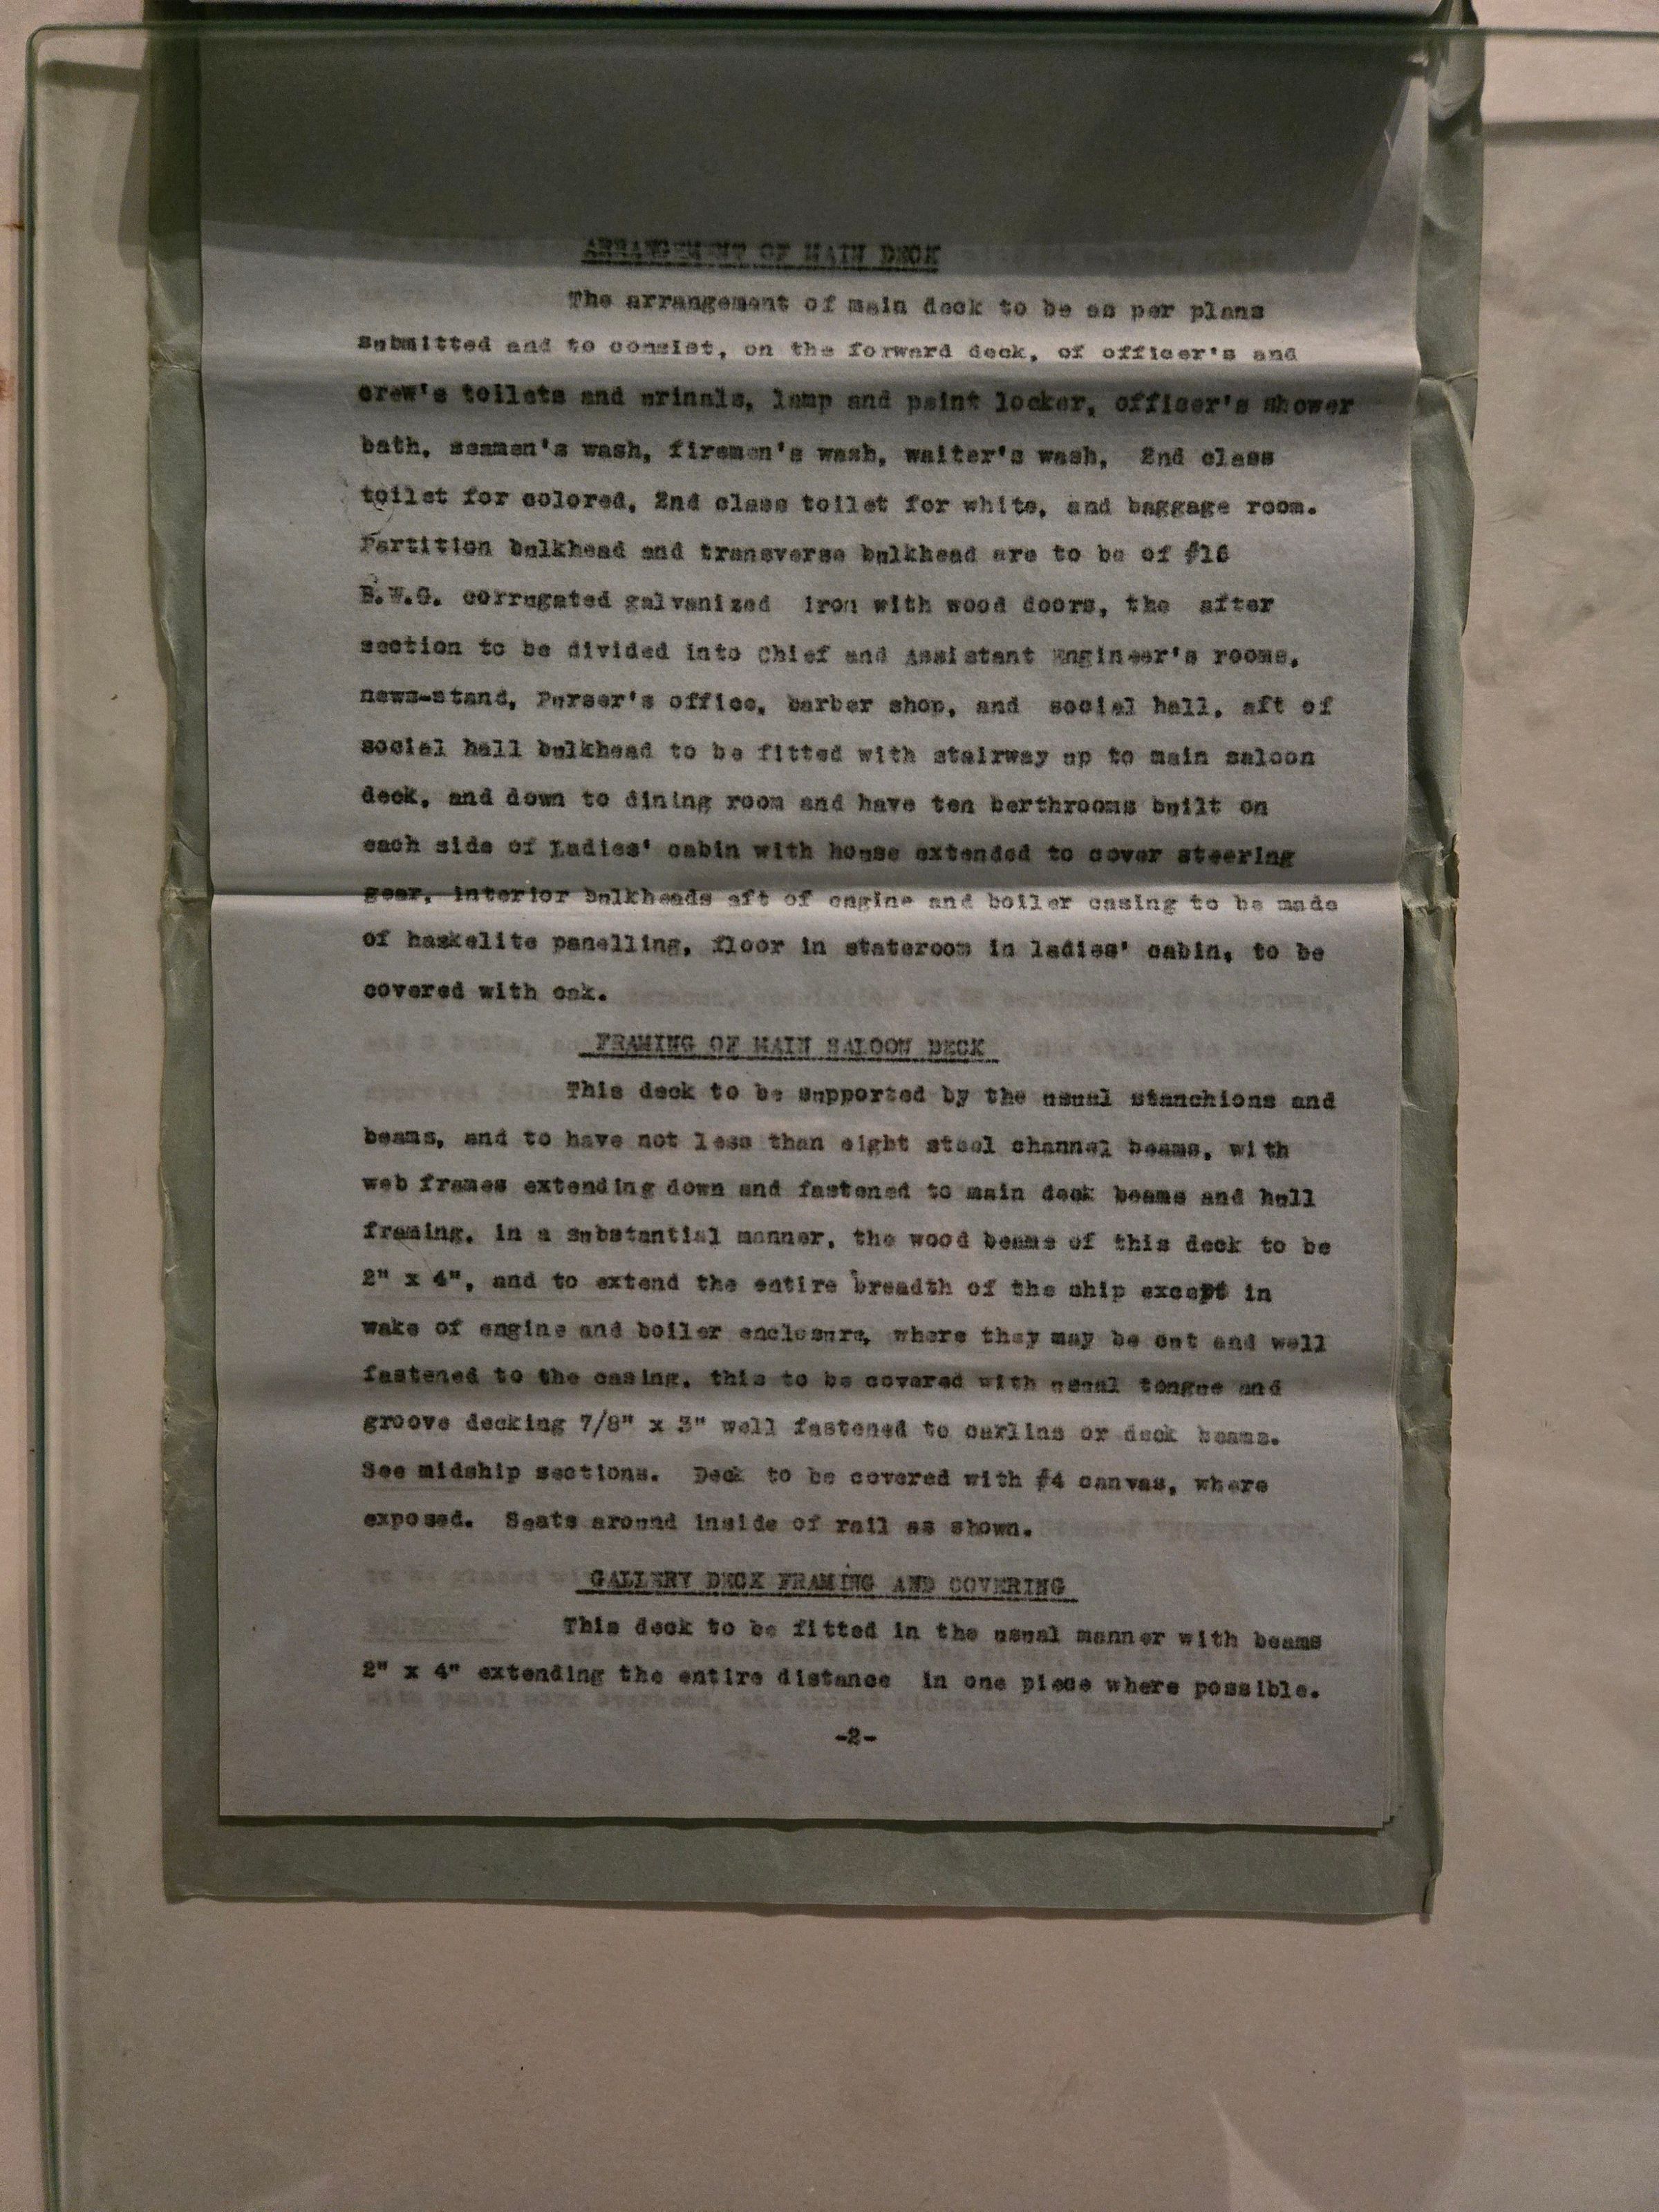 ARRANGEMENT OF MAIN DECK
The arrangement of main deck to be as per plans
submitted and to consist, on the forward deck, of officer's and
crew's toilets and urinals, lamp and paint locker, officer's shower
bath, seamen's wash, firemen's wash, waiter's wash, 2nd class
toilet for colored, 2nd class toilet for white, and baggage room.
Partition bulkhead and transverse bulkhead are to be of #16
B.W.G. corrugated galvanized iron with wood doors, the after
section to be divided into Chief and Assistant Engineer's rooms,
news-stand, Purser's office, barber shop, and social hall, aft of
social hall bulkhead to be fitted with stairway up to main saloon
deck, and down to dining room and have ten berthrooms built on
each side of Ladies' cabin with house extended to cover steering
gear, interior bulkheads aft of engine and boiler casing to be made
of haskelite panelling, floor in stateroom in ladies' cabin, to be
covered with oak.
FRAMING OF MAIN SALOON DECK
This deck to be supported by the usual stanchions and
beams, and to have not less than eight steel channel beams, with
web frames extending down and fastened to main deck beams and hull
framing, in a substantial manner, the wood beams of this deck to be
2" x 4", and to extend the entire breadth of the ship except in
wake of engine and boiler enclosure, where they may be cut and well
fastened to the casing, this to be covered with usual tongue and
groove decking 7/8" x 3" well fastened to carlins or deck beams.
See midship sections. Deck to be covered with #4 canvas, where
exposed. Seats around inside of rail as shown.
GALLERY DECK FRAMING AND COVERING
This deck to be fitted in the usual manner with beams
2" x 4" extending the entire distance in one piece where possible.
-2-